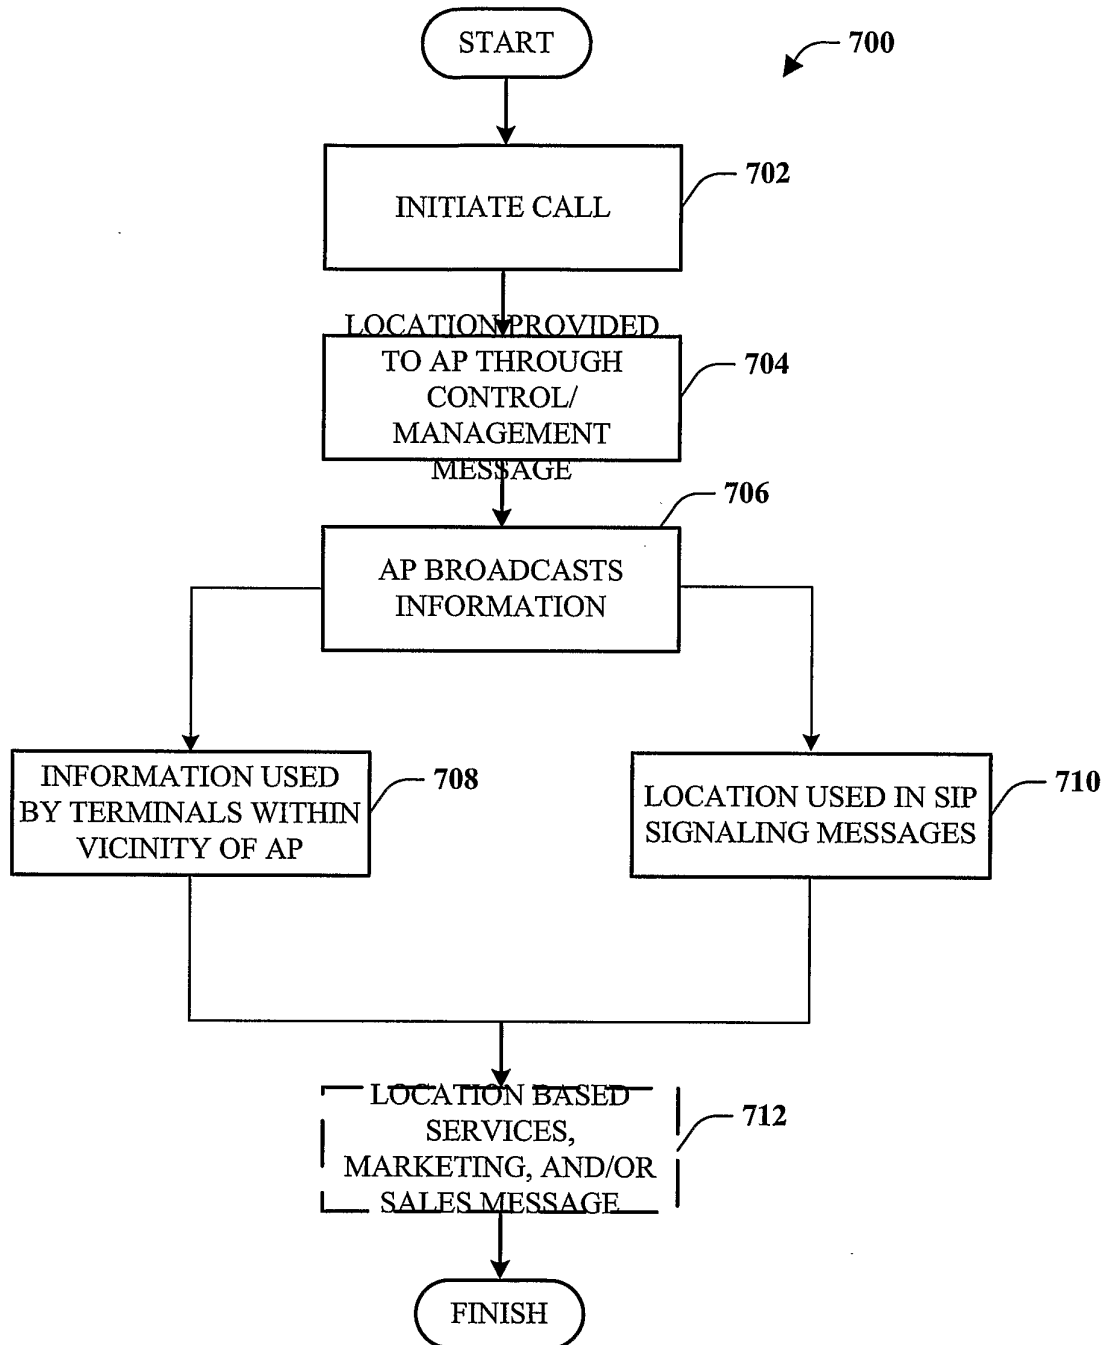 START
700
INITIATE CALL
702
LOCATION PROVIDED
TO AP THROUGH
CONTROL/
MANAGEMENT
MESSAGE
704
AP BROADCASTS
INFORMATION
706
INFORMATION USED
BY TERMINALS WITHIN
VICINITY OF AP
708
LOCATION USED IN SIP
SIGNALING MESSAGES
710
LOCATION BASED
SERVICES,
MARKETING, AND/OR
SALES MESSAGE
712
FINISH